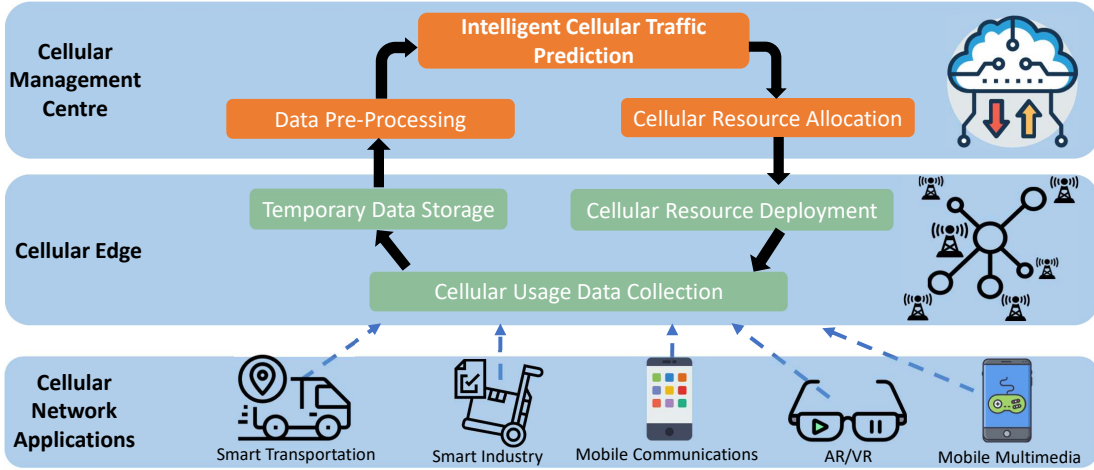 Cellular
Management
Centre
Intelligent Cellular Traffic
Prediction
Data Pre-Processing
Cellular Resource Allocation
Cellular Edge
Temporary Data Storage
Cellular Resource Deployment
Cellular Usage Data Collection
Cellular
Network
Applications
Smart Transportation
Smart Industry
Mobile Communications
AR/VR
Mobile Multimedia